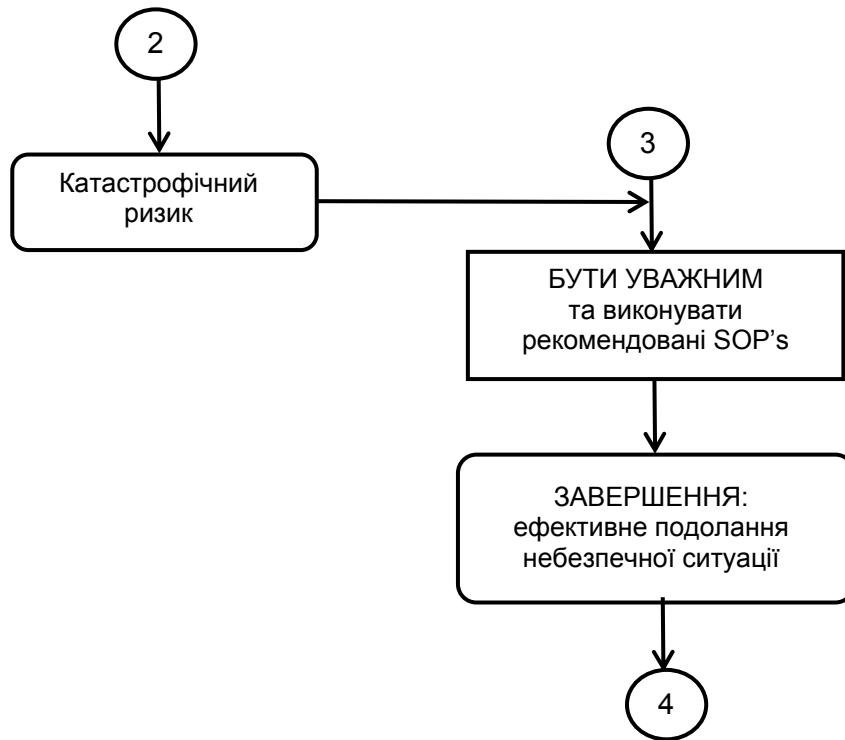 2
3
Катастрофічний
ризик
БУТИ УВАЖНИМ
та виконувати
рекомендовані SOP’s
ЗАВЕРШЕННЯ:
ефективне подолання
небезпечної ситуації
4